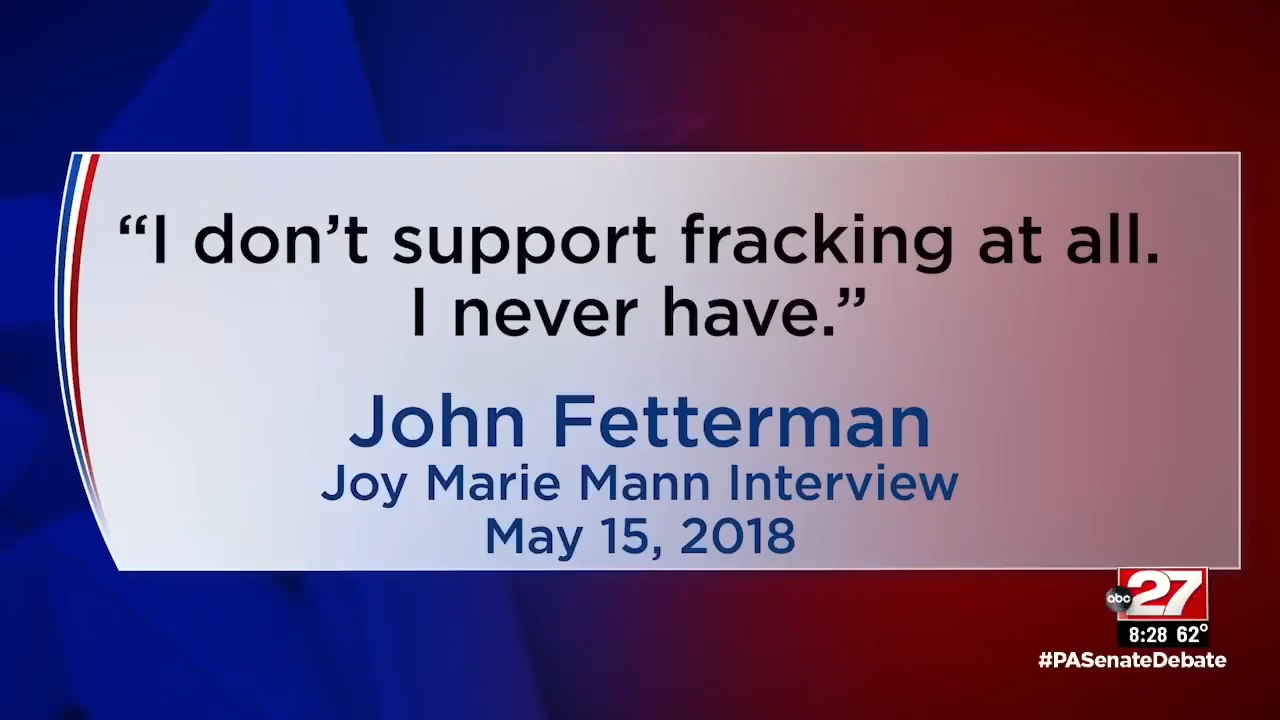 “I don’t support fracking at all.
I never have.”
John Fetterman
Joy Marie Mann Interview
May 15, 2018
abc 27
8:28 62°
#PASenateDebate